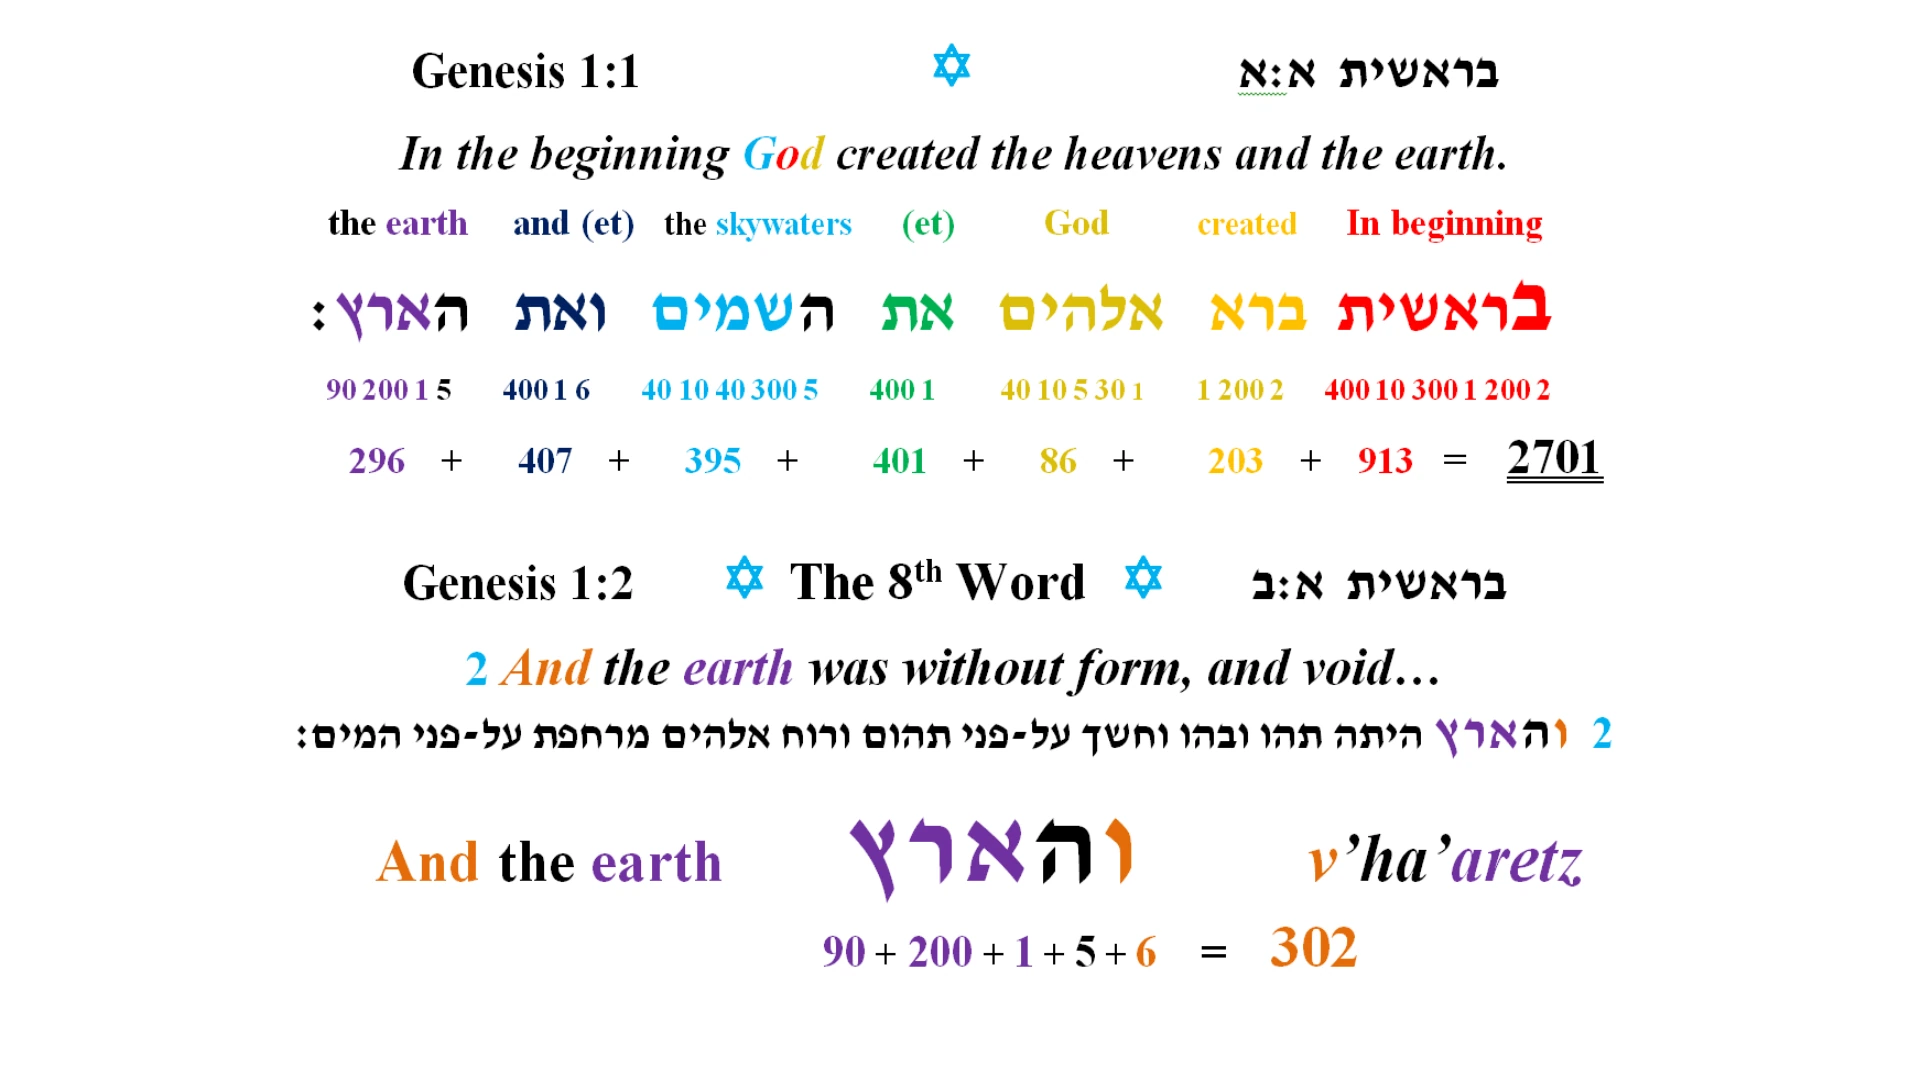 Genesis 1:1 ✡ בראשית א:א
In the beginning God created the heavens and the earth.
the earth and (et) the skywaters (et) God created In beginning
בראשית ברא אלהים את השמים ואת הארץ:
90 200 1 5 400 1 6 40 10 40 300 5 400 1 40 10 5 30 1 1 200 2 400 10 300 1 200 2
296 + 407 + 395 + 401 + 86 + 203 + 913 = 2701
Genesis 1:2 ✡ The 8th Word ✡ בראשית א:ב
2 And the earth was without form, and void…
2 והארץ היתה תהו ובהו וחשך על-פני תהום ורוח אלהים מרחפת על-פני המים:
And the earth והארץ v’ha’aretz
90 + 200 + 1 + 5 + 6 = 302